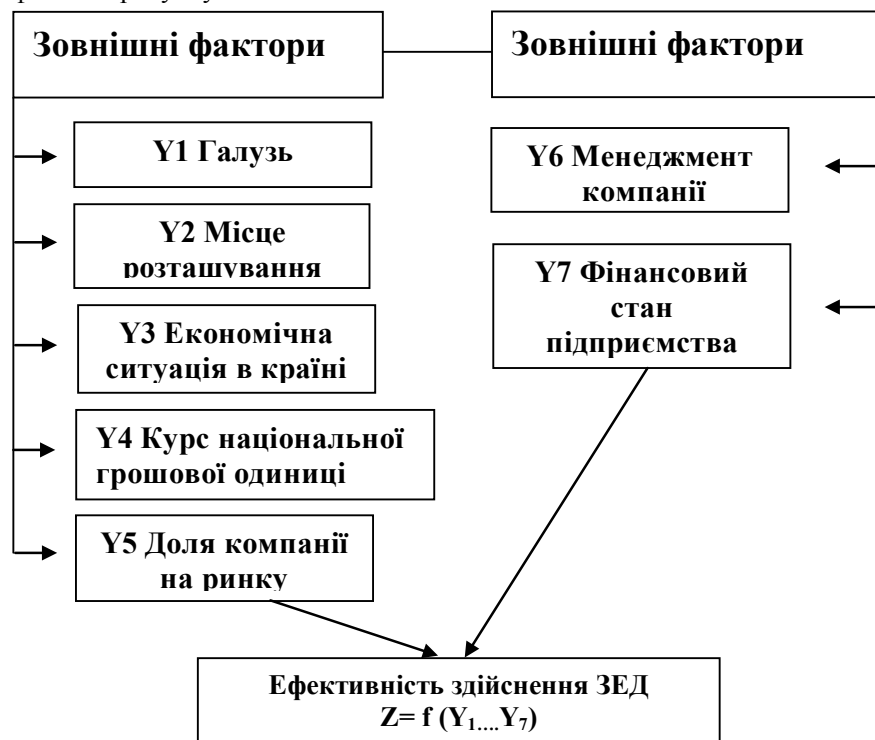 Зовнішні фактори
Зовнішні фактори
Y1 Галузь
Y2 Місце
розташування
Y3 Економічна
ситуація в країні
Y4 Курс національної
грошової одиниці
Y5 Доля компанії
на ринку
Y6 Менеджмент
компанії
Y7 Фінансовий
стан
підприємства
Ефективність здійснення ЗЕД
Z= f (Y1....Y7)